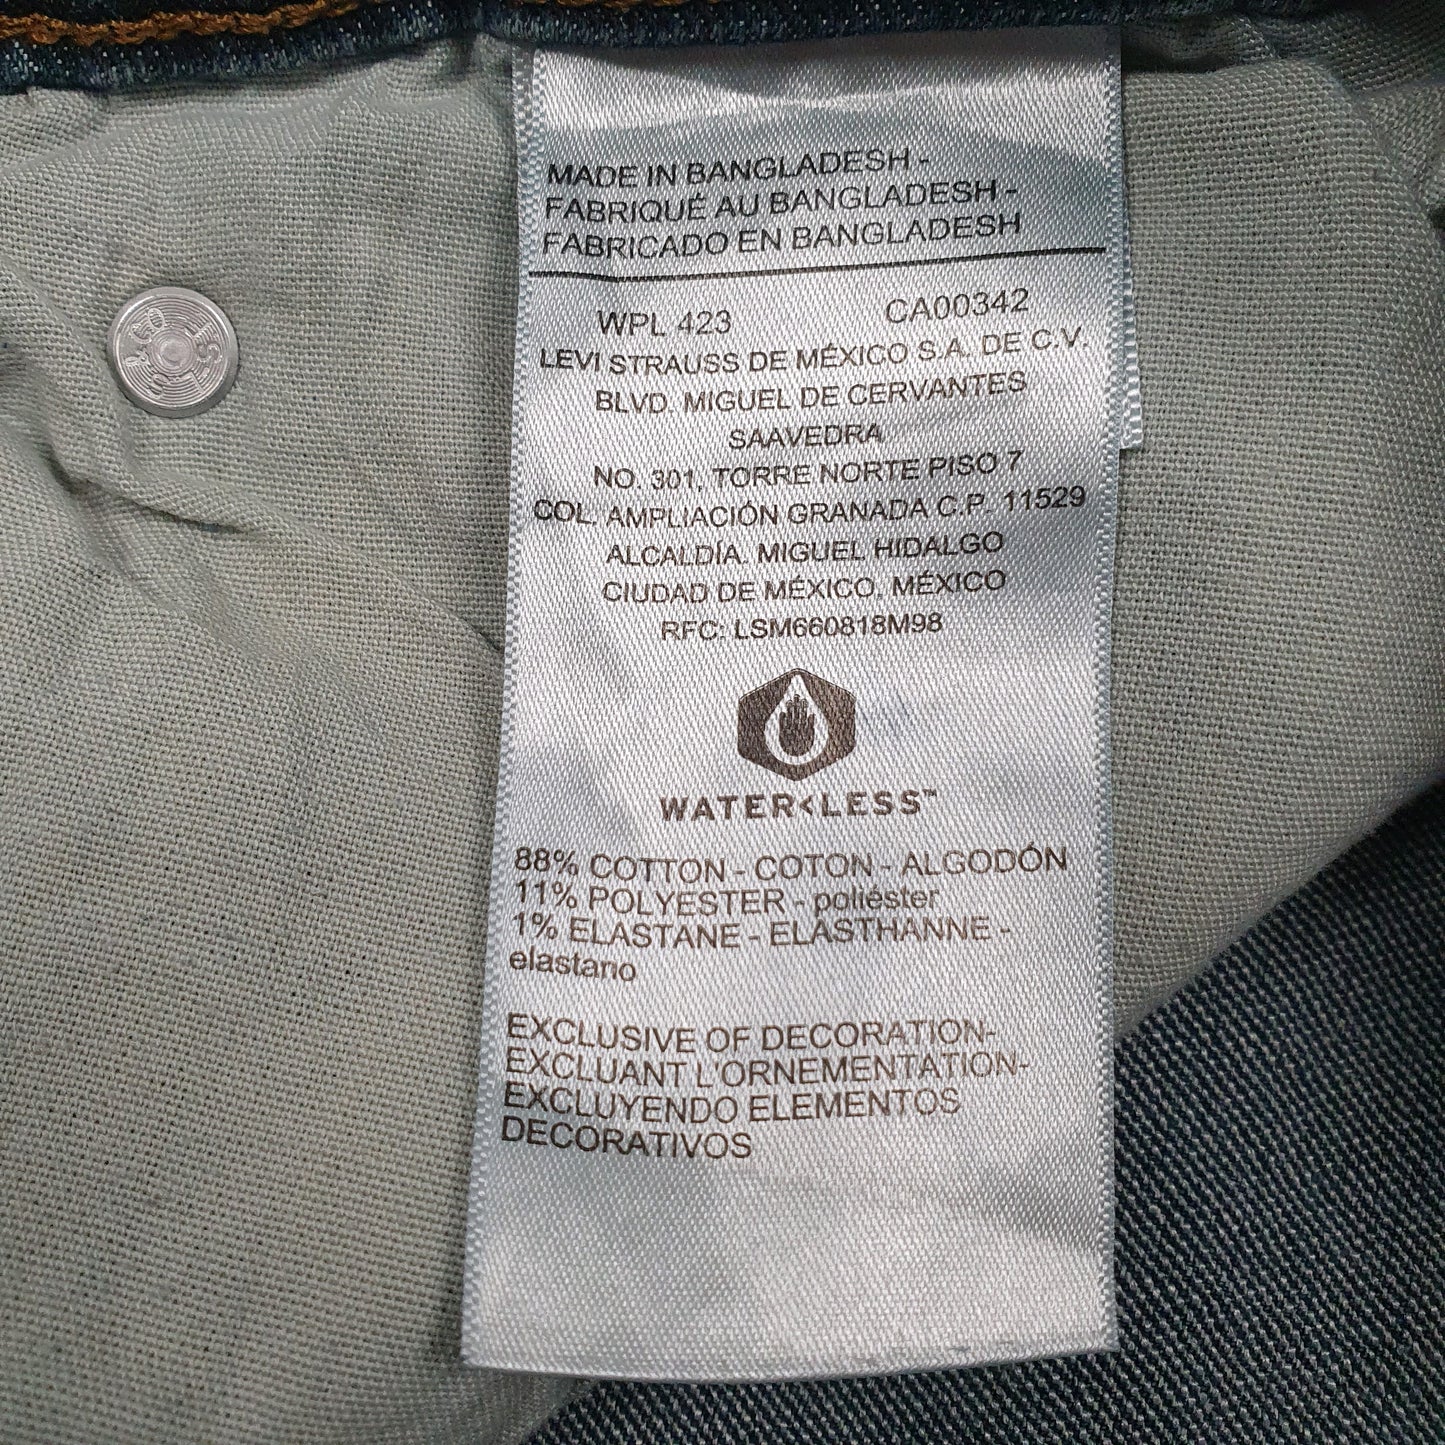 MADE IN BANGLADESH -
FABRIQUÉ AU BANGLADESH -
FABRICADO EN BANGLADESH
WPL 423 CA00342
LEVI STRAUSS DE MÉXICO S.A. DE C.V.
BLVD. MIGUEL DE CERVANTES
SAAVEDRA
NO. 301, TORRE NORTE PISO 7
COL. AMPLIACIÓN GRANADA C.P. 11529
ALCALDÍA. MIGUEL HIDALGO
CIUDAD DE MÉXICO. MÉXICO
RFC: LSM660818M98
WATER<LESS™
88% COTTON - COTON - ALGODÓN
11% POLYESTER - poliéster
1% ELASTANE - ELASTHANNE -
elastano
EXCLUSIVE OF DECORATION-
EXCLUANT L'ORNEMENTATION-
EXCLUYENDO ELEMENTOS
DECORATIVOS